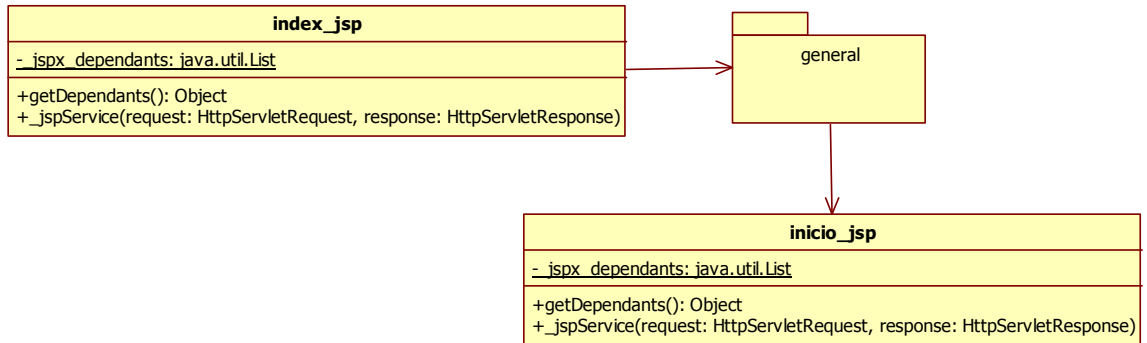 index_jsp
-_jspx_dependants: java.util.List
+getDependants(): Object
+_jspService(request: HttpServletRequest, response: HttpServletResponse)
general
inicio_jsp
-_jspx_dependants: java.util.List
+getDependants(): Object
+_jspService(request: HttpServletRequest, response: HttpServletResponse)